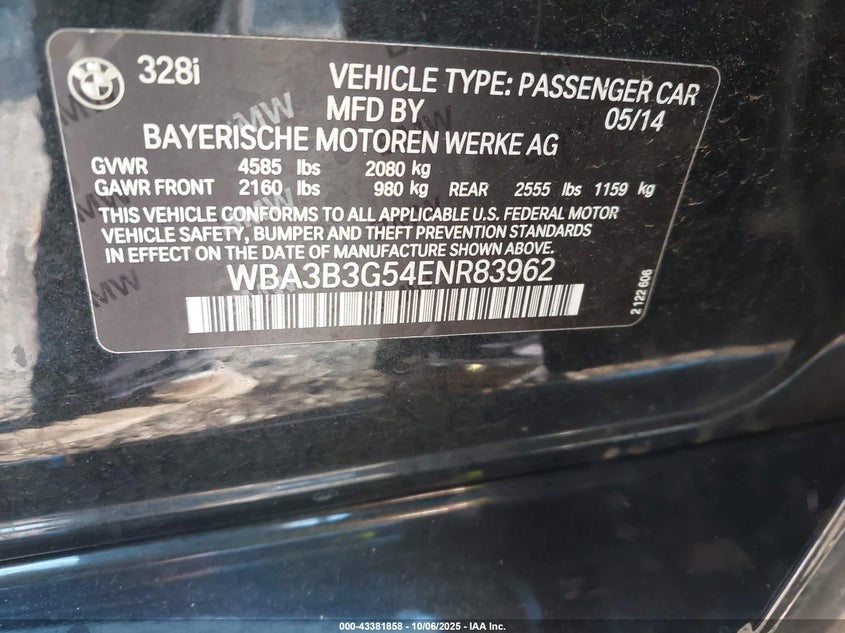 328i
VEHICLE TYPE: PASSENGER CAR
MFD BY 05/14
BAYERISCHE MOTOREN WERKE AG
GVWR 4585 lbs 2080 kg
GAWR FRONT 2160 lbs 980 kg REAR 2555 lbs 1159 kg
THIS VEHICLE CONFORMS TO ALL APPLICABLE U.S. FEDERAL MOTOR
VEHICLE SAFETY, BUMPER AND THEFT PREVENTION STANDARDS
IN EFFECT ON THE DATE OF MANUFACTURE SHOWN ABOVE.
WBA3B3G54ENR83962
2 122 606
000-43381858 - 10/06/2025 - IAA Inc.